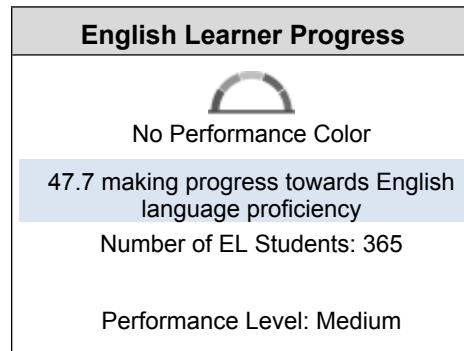 English Learner Progress
No Performance Color
47.7 making progress towards English
language proficiency
Number of EL Students: 365
Performance Level: Medium